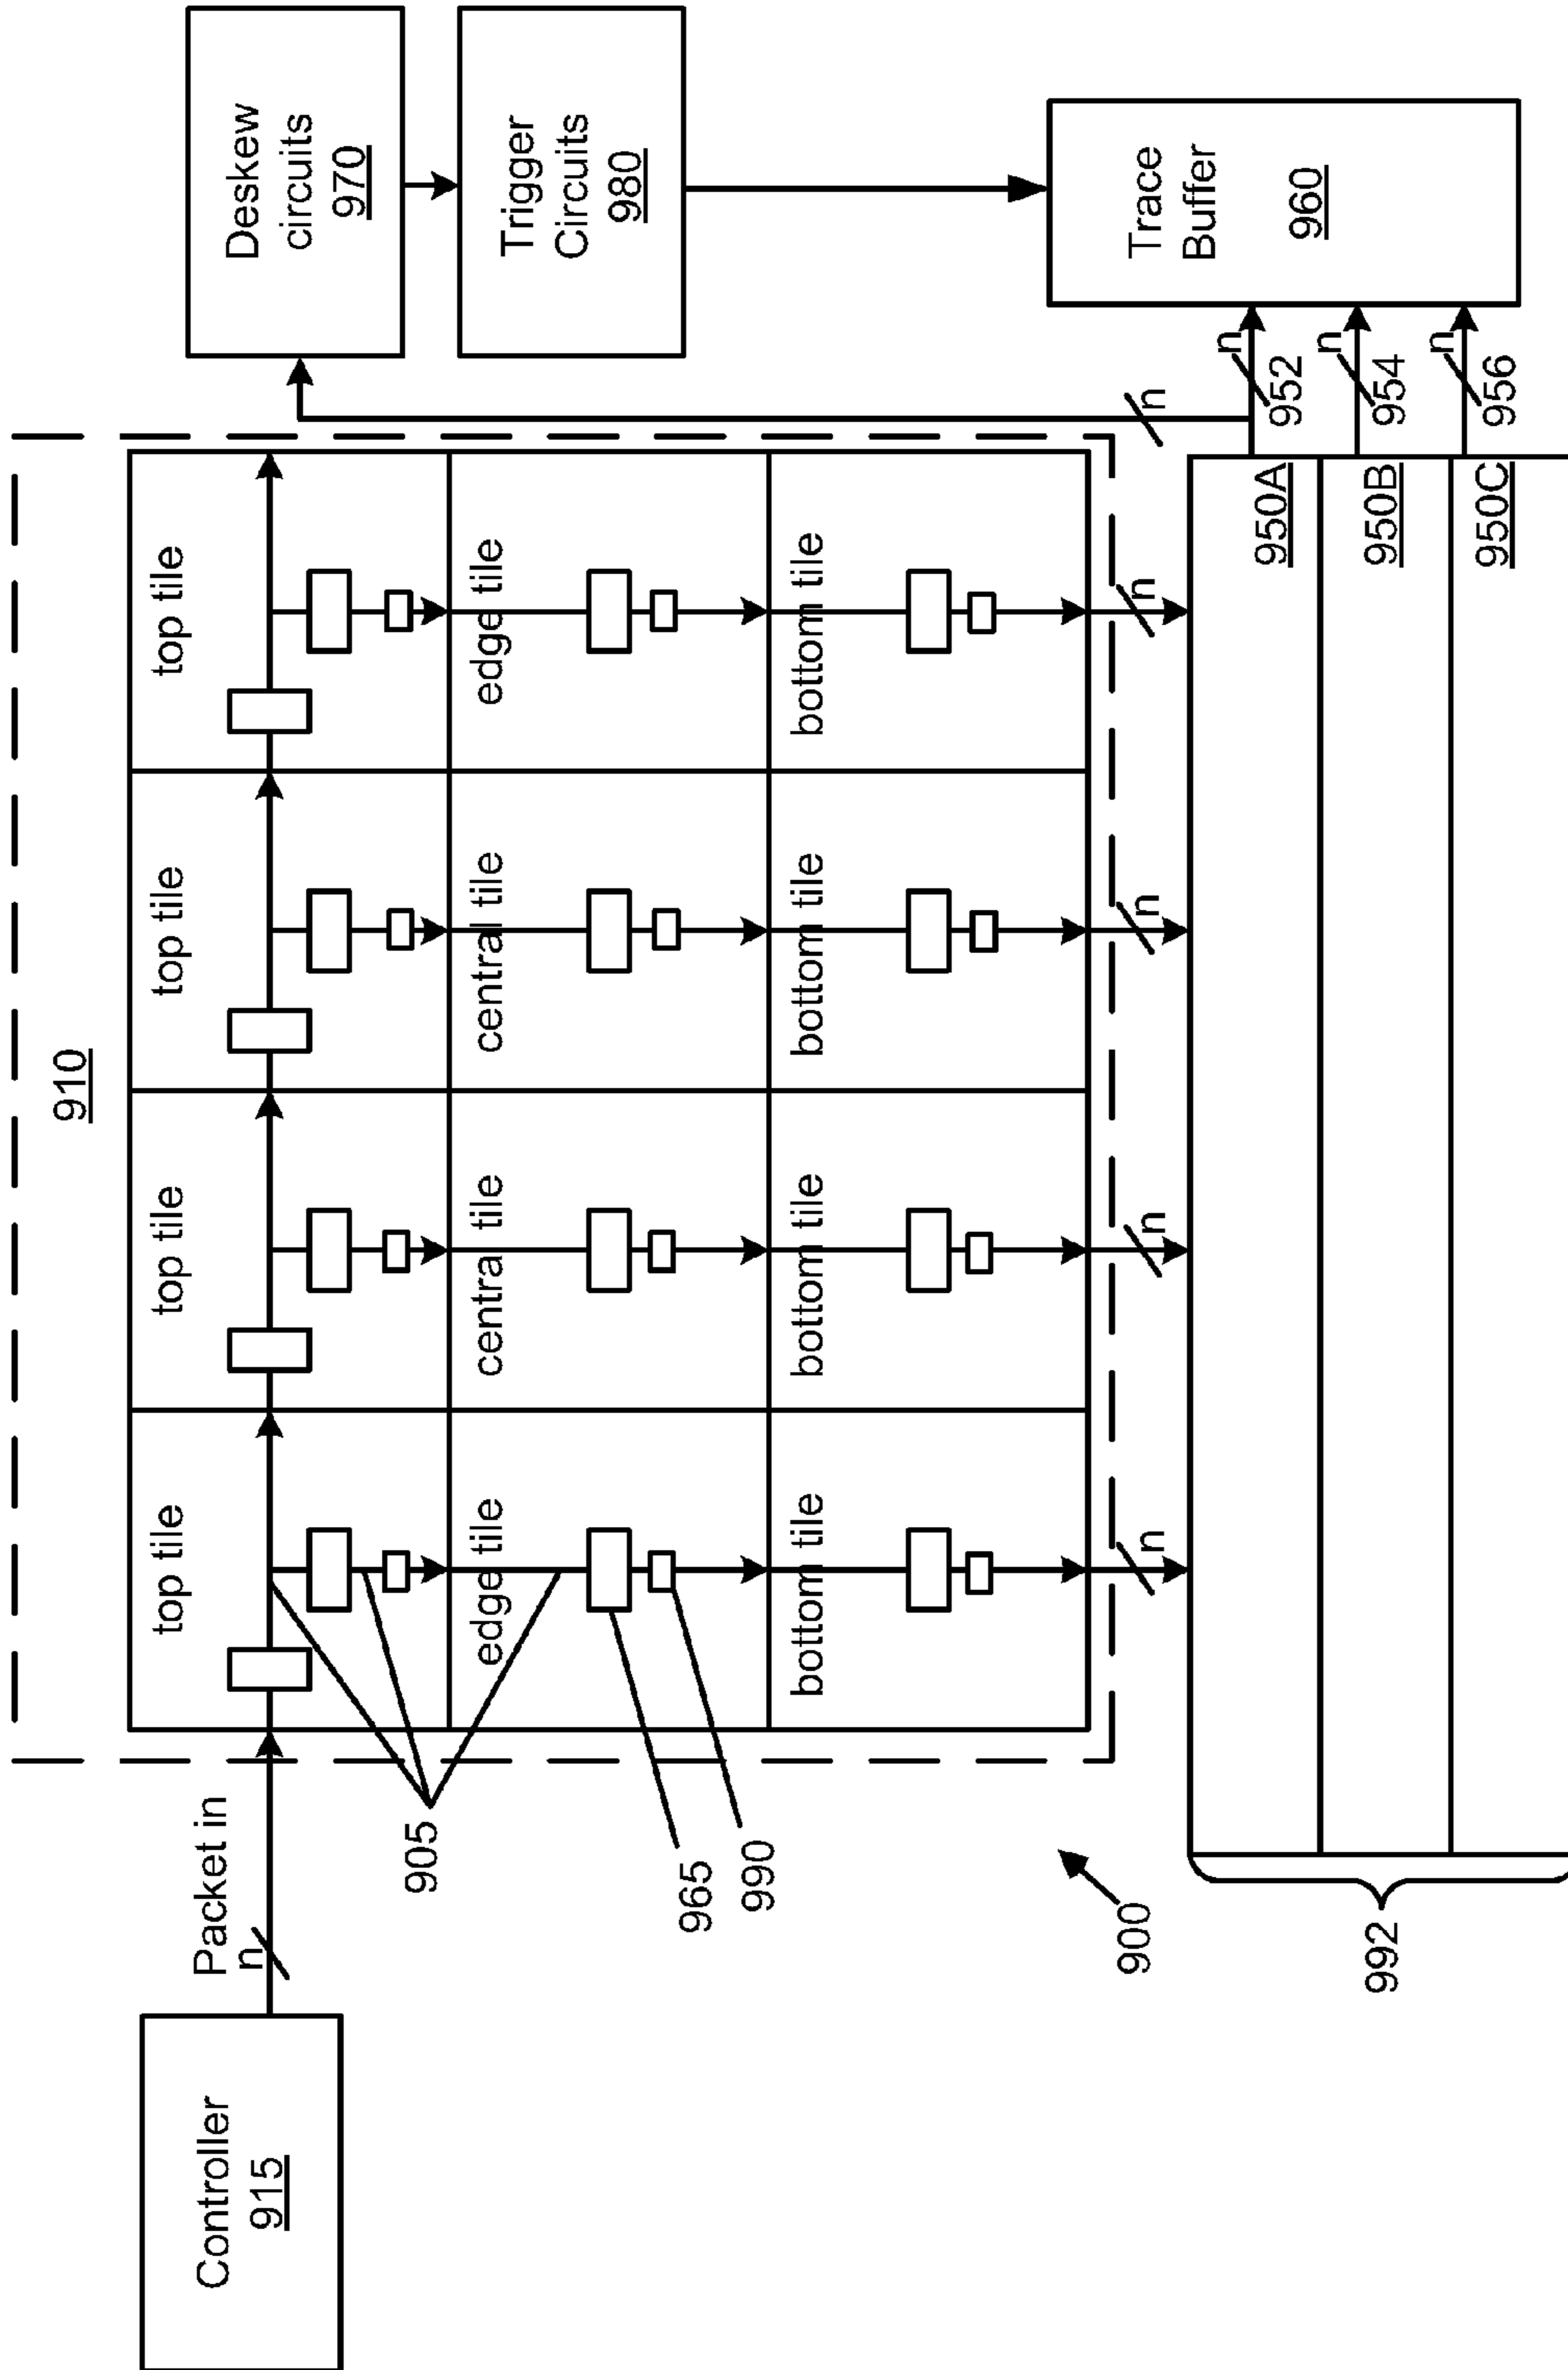 910
Controller
915
Packet in
n
905
965
990
900
992
top tile
top tile
top tile
top tile
edge tile
central tile
central tile
edge tile
bottom tile
bottom tile
bottom tile
bottom tile
n
n
n
n
950A
950B
950C
n
n
952
n
954
n
956
Deskew
circuits
970
Trigger
Circuits
980
Trace
Buffer
960